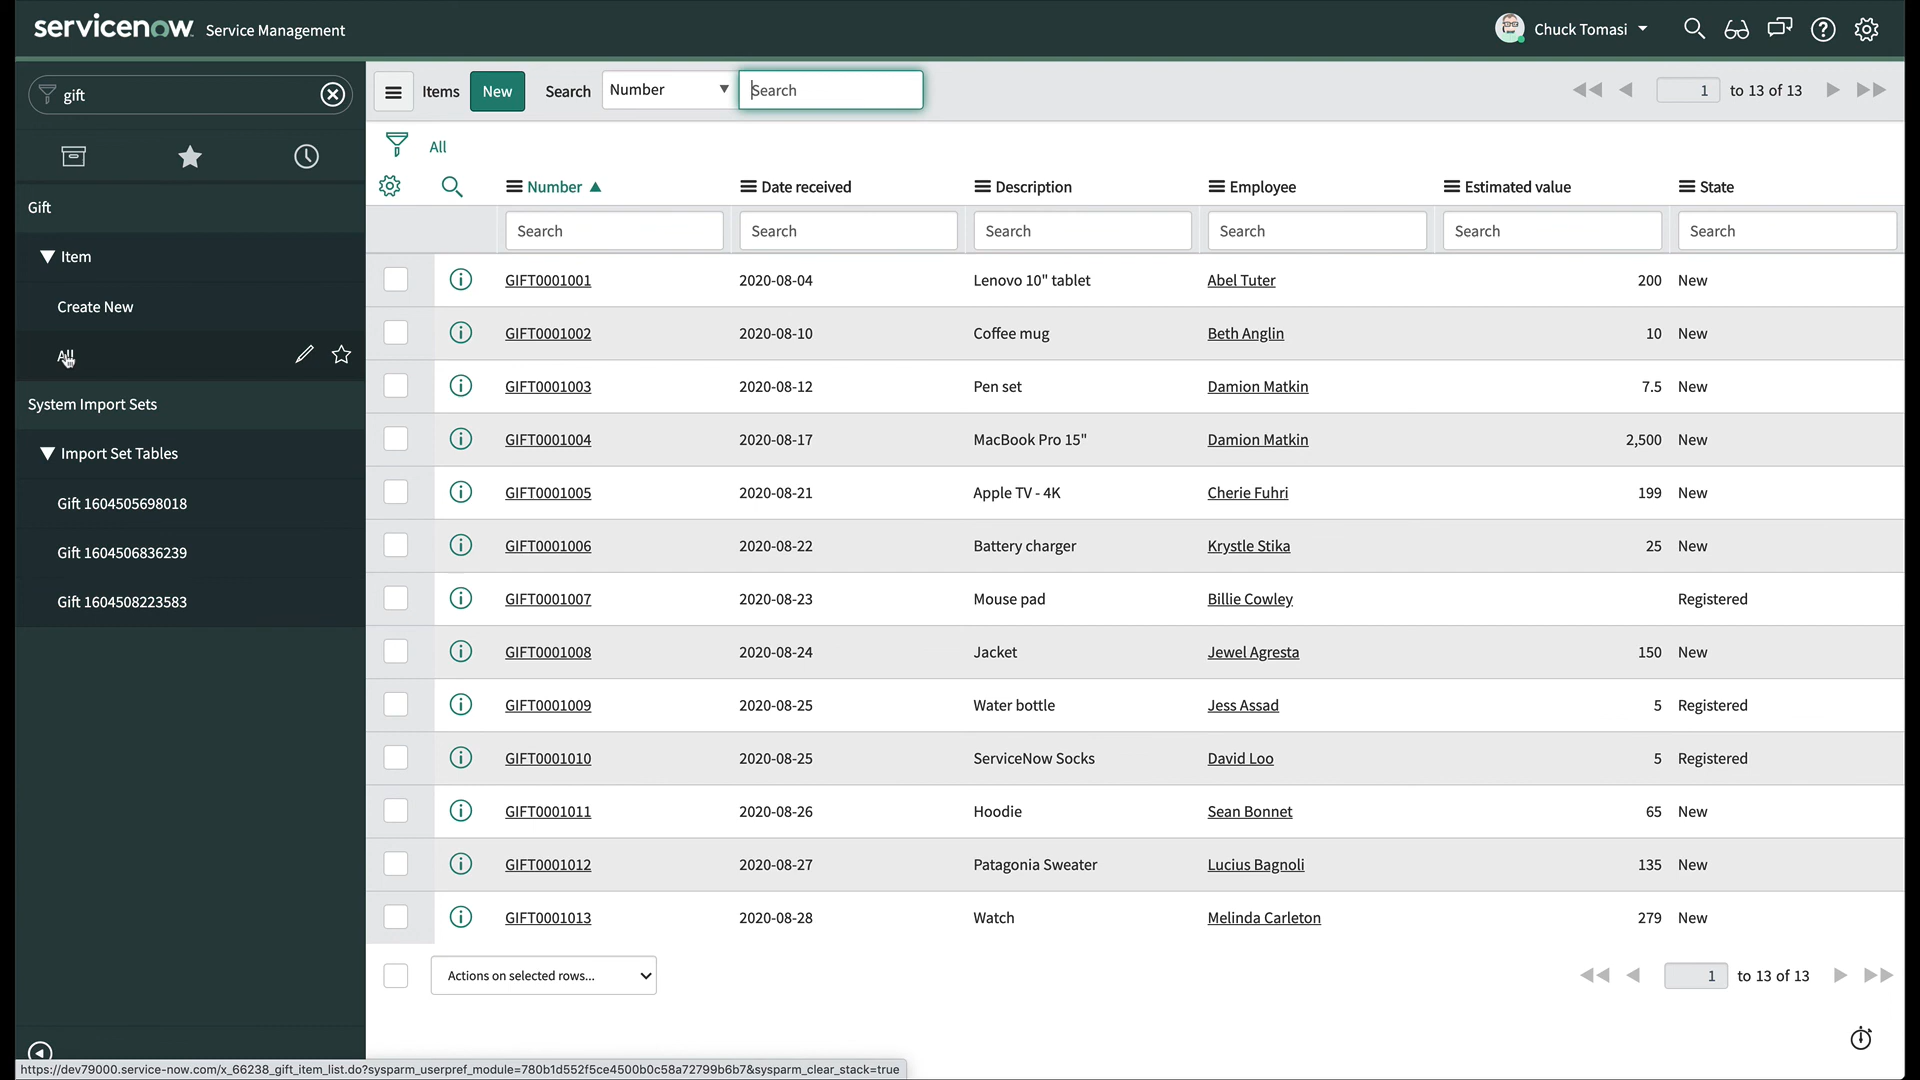 servicenow Service Management
Chuck Tomasi
gift
Gift
Item
Create New
All
System Import Sets
Import Set Tables
Gift 1604505698018
Gift 1604506836239
Gift 1604508223583
Items New Search Number Search
1 to 13 of 13
All
Number Date received Description Employee Estimated value State
Search Search Search Search Search Search
GIFT0001001 2020-08-04 Lenovo 10" tablet Abel Tuter 200 New
GIFT0001002 2020-08-10 Coffee mug Beth Anglin 10 New
GIFT0001003 2020-08-12 Pen set Damion Matkin 7.5 New
GIFT0001004 2020-08-17 MacBook Pro 15" Damion Matkin 2,500 New
GIFT0001005 2020-08-21 Apple TV - 4K Cherie Fuhri 199 New
GIFT0001006 2020-08-22 Battery charger Krystle Stika 25 New
GIFT0001007 2020-08-23 Mouse pad Billie Cowley Registered
GIFT0001008 2020-08-24 Jacket Jewel Agresta 150 New
GIFT0001009 2020-08-25 Water bottle Jess Assad 5 Registered
GIFT0001010 2020-08-25 ServiceNow Socks David Loo 5 Registered
GIFT0001011 2020-08-26 Hoodie Sean Bonnet 65 New
GIFT0001012 2020-08-27 Patagonia Sweater Lucius Bagnoli 135 New
GIFT0001013 2020-08-28 Watch Melinda Carleton 279 New
Actions on selected rows...
1 to 13 of 13
https://dev79000.service-now.com/x_66238_gift_item_list.do?sysparm_userpref_module=780b1d552f5ce4500b0c58a72799b6b7&sysparm_clear_stack=true